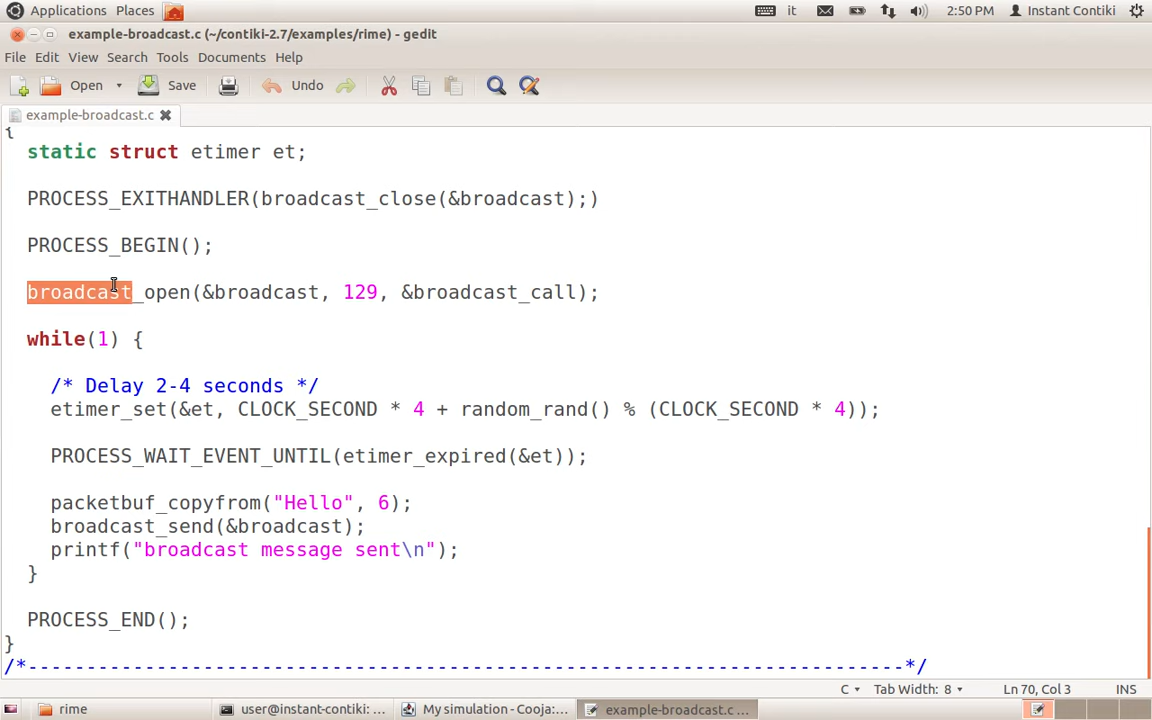 Applications Places it 2:50 PM Instant Contiki
example-broadcast.c (~/contiki-2.7/examples/rime) - gedit
File Edit View Search Tools Documents Help
Open Save Undo
example-broadcast.c
{
static struct etimer et;
PROCESS_EXITHANDLER(broadcast_close(&broadcast);)
PROCESS_BEGIN();
broadcast_open(&broadcast, 129, &broadcast_call);
while(1) {
/* Delay 2-4 seconds */
etimer_set(&et, CLOCK_SECOND * 4 + random_rand() % (CLOCK_SECOND * 4));
PROCESS_WAIT_EVENT_UNTIL(etimer_expired(&et));
packetbuf_copyfrom("Hello", 6);
broadcast_send(&broadcast);
printf("broadcast message sent\n");
}
PROCESS_END();
}
/*---------------------------------------------------------------------------*/
C Tab Width: 8 Ln 70, Col 3 INS
rime user@instant-contiki: ... My simulation - Cooja:... example-broadcast.c ...